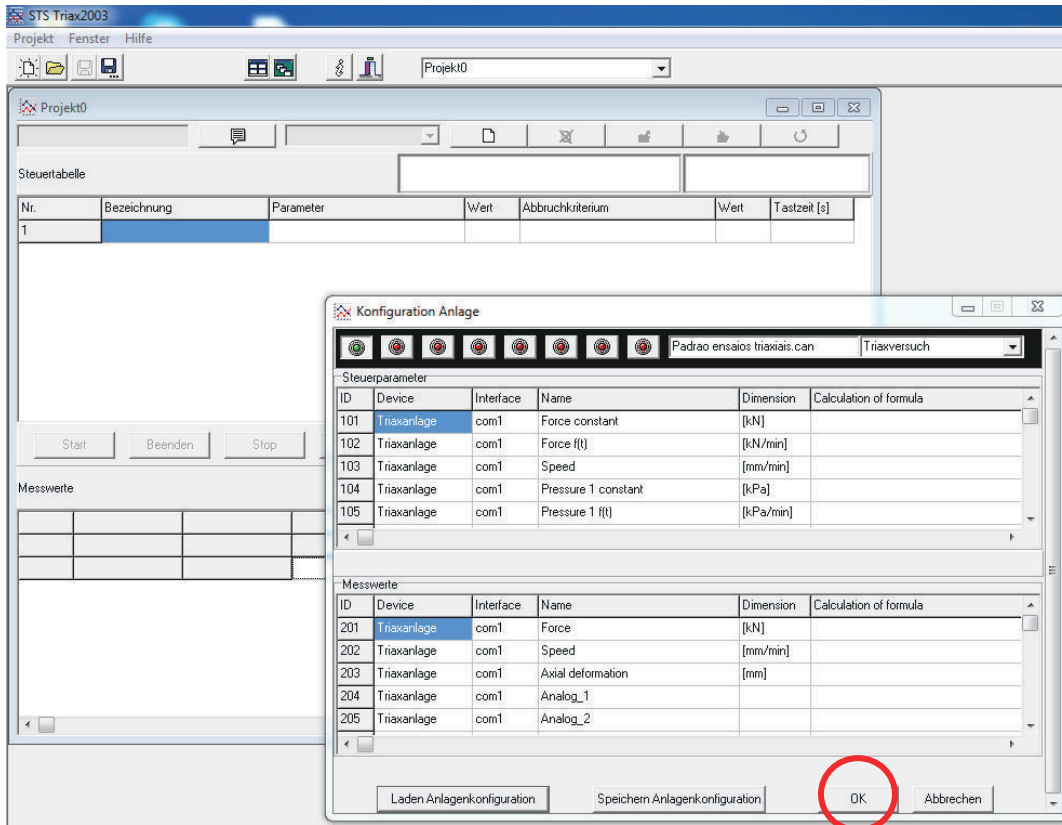 STS Triax2003
Projekt Fenster Hilfe
Projekt0
Projekt0
Steuertabelle
Nr. Bezeichnung Parameter Wert Abbruchkriterium Wert Tastzeit [s]
1
Start Beenden Stop
Messwerte
Konfiguration Anlage
Padrao ensaios triaxiais.can Triaxversuch
Steuerparameter
ID Device Interface Name Dimension Calculation of formula
101 Triaxanlage com1 Force constant [kN]
102 Triaxanlage com1 Force f(t) [kN/min]
103 Triaxanlage com1 Speed [mm/min]
104 Triaxanlage com1 Pressure 1 constant [kPa]
105 Triaxanlage com1 Pressure 1 f(t) [kPa/min]
Messwerte
ID Device Interface Name Dimension Calculation of formula
201 Triaxanlage com1 Force [kN]
202 Triaxanlage com1 Speed [mm/min]
203 Triaxanlage com1 Axial deformation [mm]
204 Triaxanlage com1 Analog_1
205 Triaxanlage com1 Analog_2
Laden Anlagenkonfiguration Speichern Anlagenkonfiguration OK Abbrechen